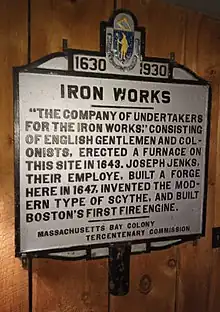 1630 1930
IRON WORKS
"THE COMPANY OF UNDERTAKERS
FOR THE IRON WORKS," CONSISTING
OF ENGLISH GENTLEMEN AND COL-
ONISTS, ERECTED A FURNACE ON
THIS SITE IN 1643. JOSEPH JENKS,
THEIR EMPLOYE, BUILT A FORGE
HERE IN 1647, INVENTED THE MOD-
ERN TYPE OF SCYTHE, AND BUILT
BOSTON'S FIRST FIRE ENGINE.
MASSACHUSETTS BAY COLONY
TERCENTENARY COMMISSION